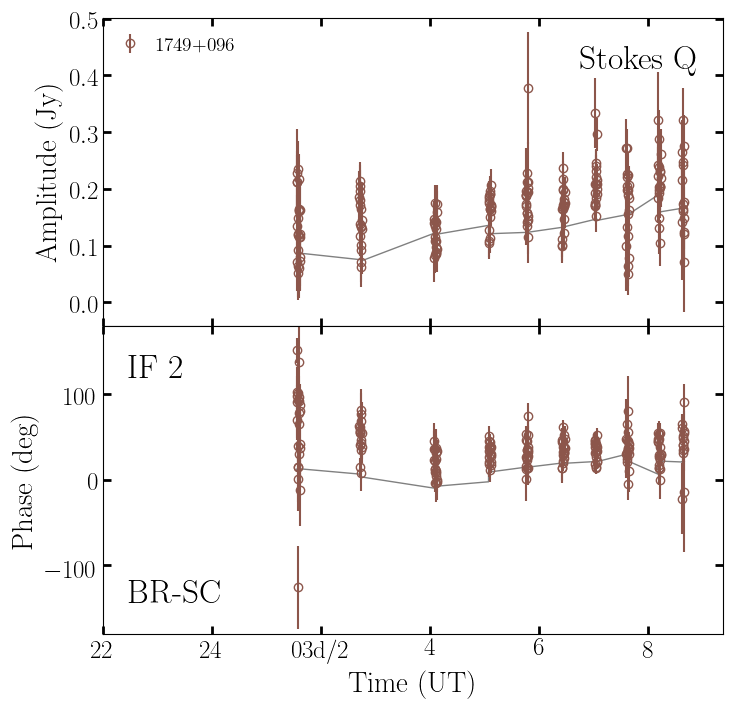 0.5
1749+096
Stokes Q
0.4
0.3
0.2
0.1
0.0
Amplitude (Jy)
IF 2
100
0
−100
Phase (deg)
BR-SC
22 24 03d/2 4 6 8
Time (UT)